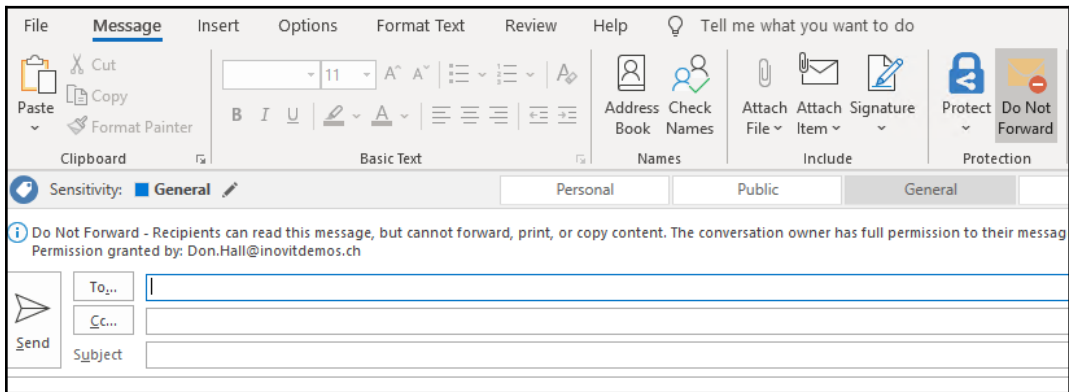 File Message Insert Options Format Text Review Help Tell me what you want to do
Paste
Cut
Copy
Format Painter
Clipboard
11
B I U A
Basic Text
Address Book
Check Names
Names
Attach File
Attach Item
Signature
Include
Protect
Do Not Forward
Protection
Sensitivity: General
Personal Public General
Do Not Forward - Recipients can read this message, but cannot forward, print, or copy content. The conversation owner has full permission to their messag
Permission granted by: Don.Hall@inovitdemos.ch
Send
To...
Cc...
Subject